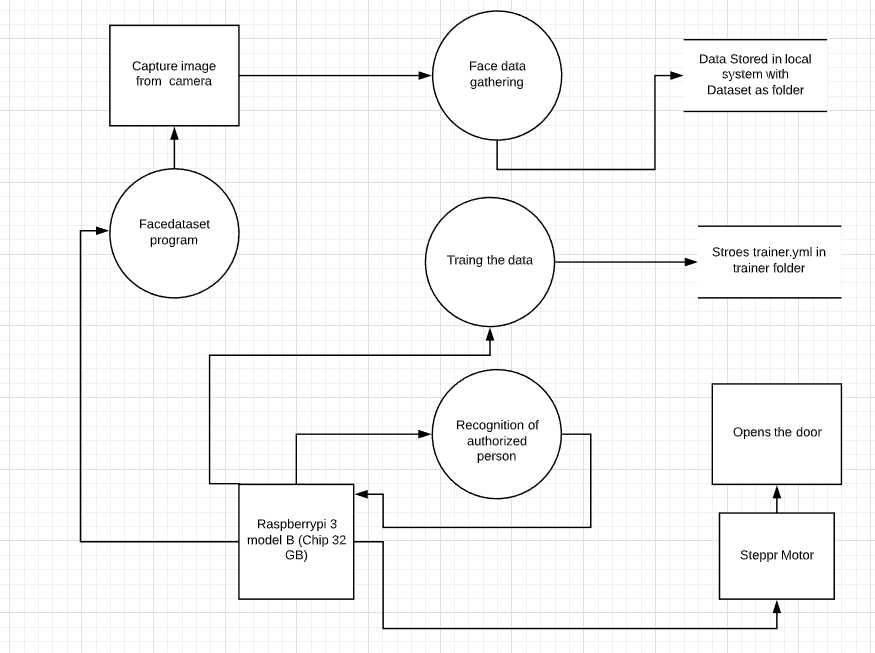 Capture image
from camera
Face data
gathering
Data Stored in local
system with
Dataset as folder
Facedataset
program
Traing the data
Stroes trainer.yml in
trainer folder
Recognition of
authorized
person
Opens the door
Raspberrypi 3
model B (Chip 32
GB)
Steppr Motor